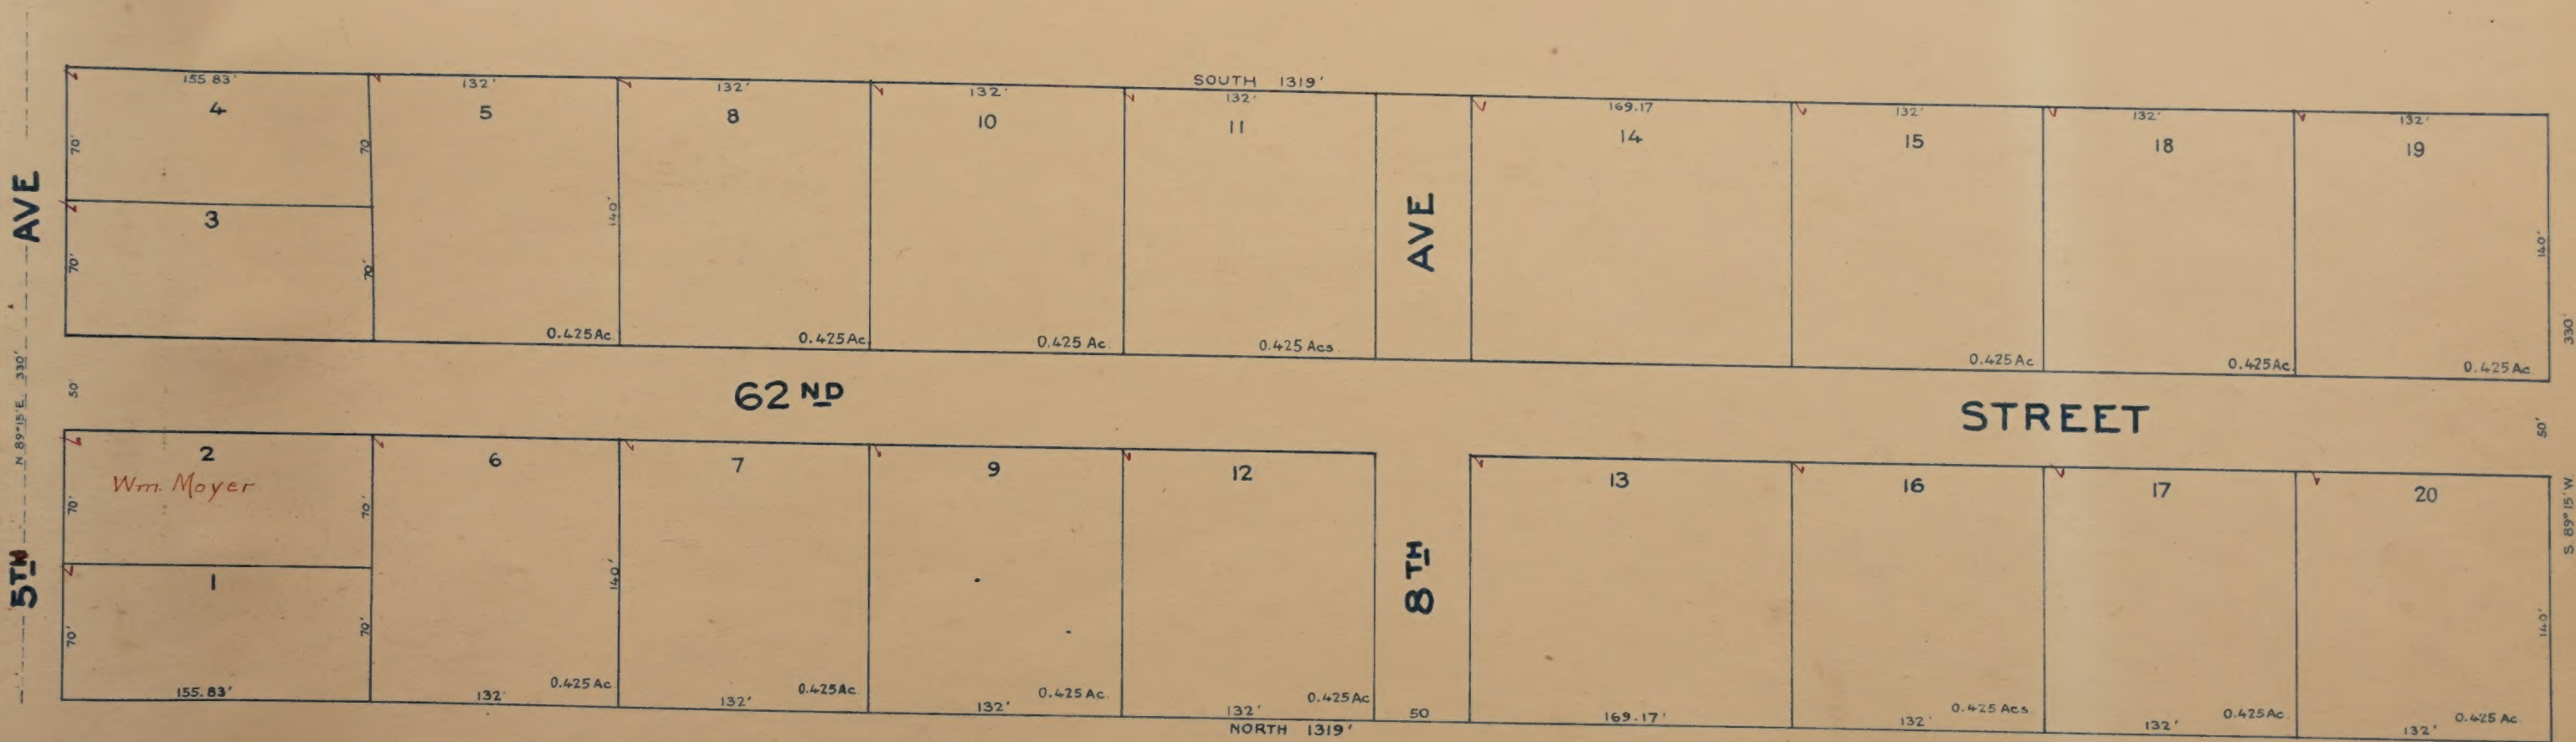 SOUTH 1319'
155 83' 132' 132' 132' 132' 169.17 132' 132' 132'
4 5 8 10 11 14 15 18 19
70' 70'
3
140' 140'
70' 70'
0.425 Ac. 0.425 Ac. 0.425 Ac. 0.425 Acs. 0.425 Ac. 0.425 Ac. 0.425 Ac.
5TH AVE
N 89°15'E 330'
8TH AVE
330'
S 89°15'W
50' 62ND STREET 50'
2 6 7 9 12 13 16 17 20
Wm. Moyer
70' 70'
1
140' 140'
70' 70'
0.425 Ac. 0.425 Ac. 0.425 Ac. 0.425 Ac 0.425 Acs 0.425 Ac. 0.425 Ac.
155.83' 132' 132' 132' 132' 50 169.17' 132' 132' 132'
NORTH 1319'